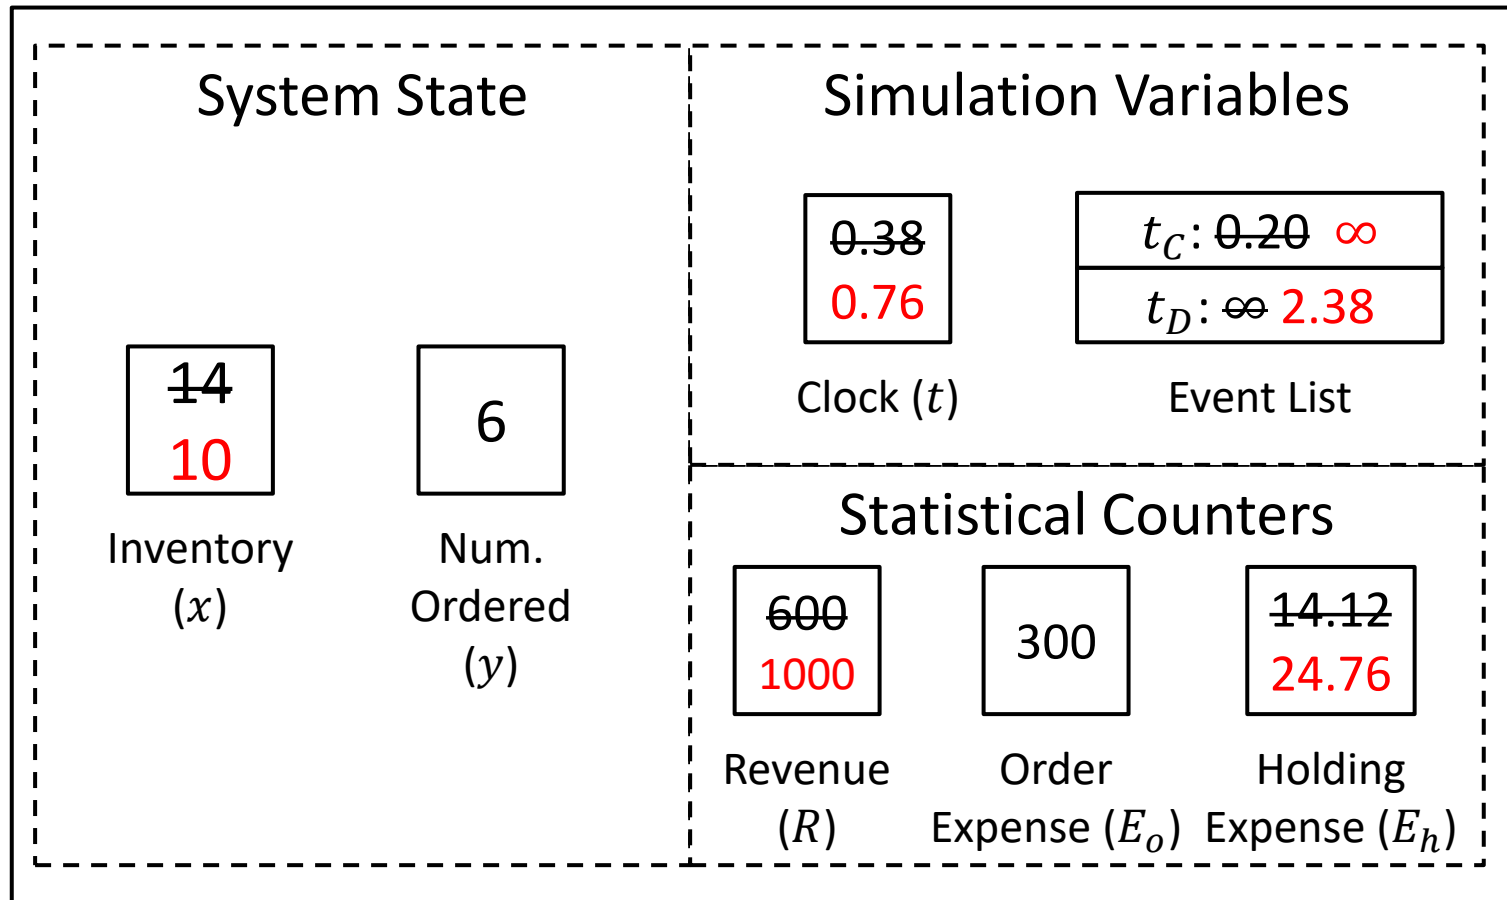 System State
14
10
Inventory
(x)
6
Num.
Ordered
(y)
Simulation Variables
0.38
0.76
Clock (t)
t_C: 0.20 ∞
t_D: ∞ 2.38
Event List
Statistical Counters
600
1000
Revenue
(R)
300
Order
Expense (E_o)
14.12
24.76
Holding
Expense (E_h)